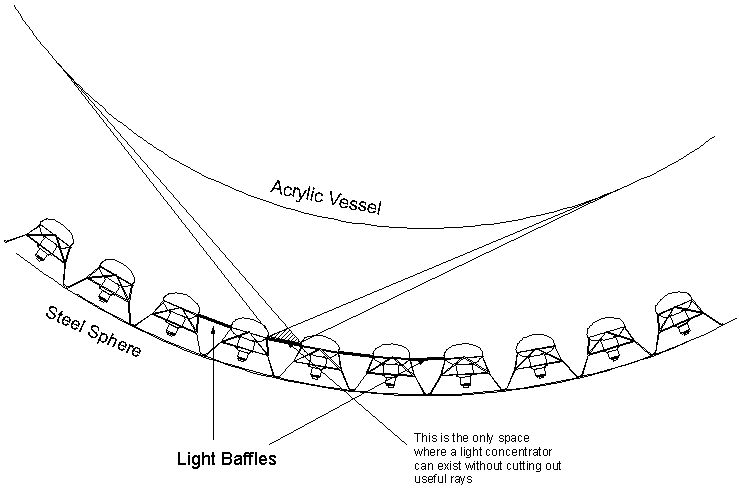 Acrylic Vessel
Steel Sphere
Light Baffles
This is the only space
where a light concentrator
can exist without cutting out
useful rays